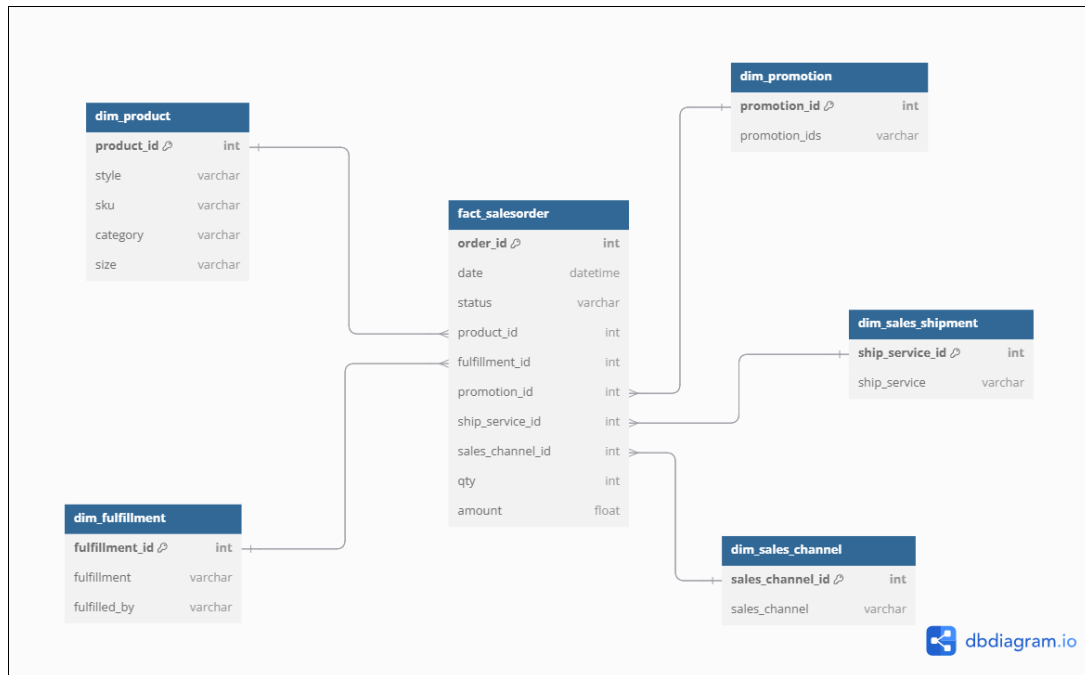 dim_product
product_id int
style varchar
sku varchar
category varchar
size varchar
dim_promotion
promotion_id int
promotion_ids varchar
fact_salesorder
order_id int
date datetime
status varchar
product_id int
fulfillment_id int
promotion_id int
ship_service_id int
sales_channel_id int
qty int
amount float
dim_sales_shipment
ship_service_id int
ship_service varchar
dim_fulfillment
fulfillment_id int
fulfillment varchar
fulfilled_by varchar
dim_sales_channel
sales_channel_id int
sales_channel varchar
dbdiagram.io